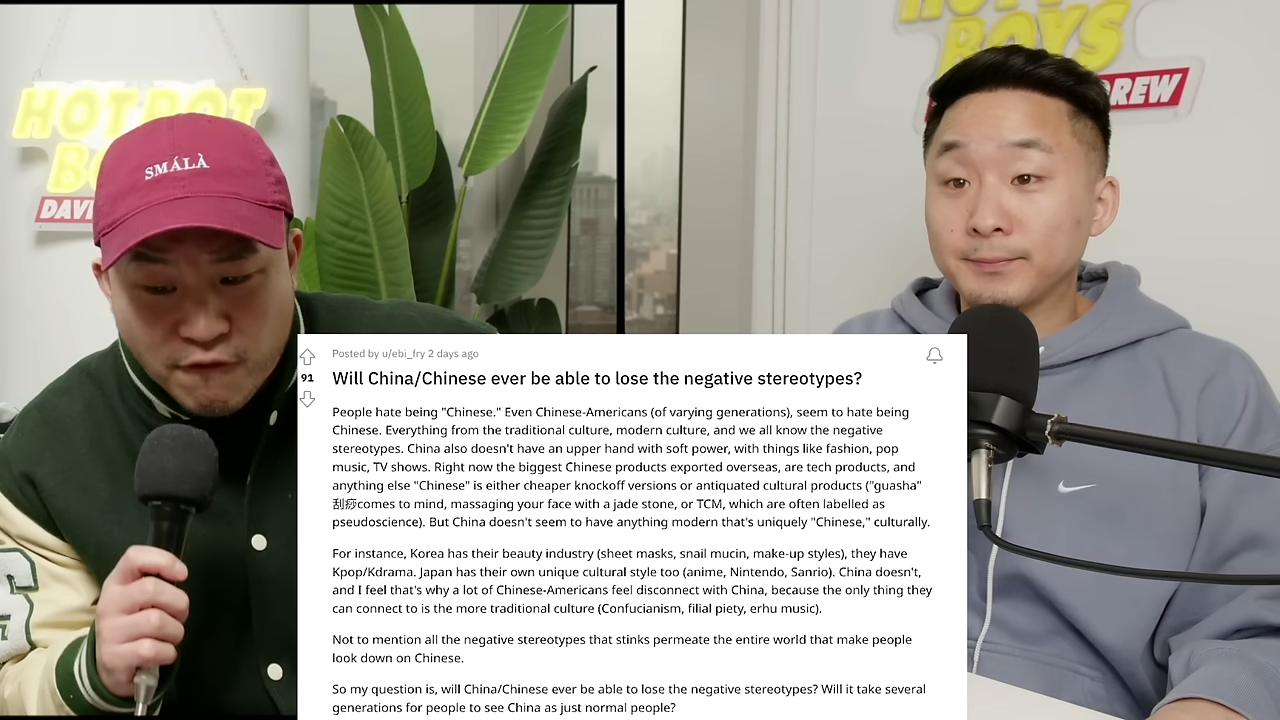 HOTPOT
BO
DAVI
SMÁLÀ
HOTPOT
BOYS
DREW
Posted by u/ebi_fry 2 days ago
91
Will China/Chinese ever be able to lose the negative stereotypes?
People hate being "Chinese." Even Chinese-Americans (of varying generations), seem to hate being
Chinese. Everything from the traditional culture, modern culture, and we all know the negative
stereotypes. China also doesn't have an upper hand with soft power, with things like fashion, pop
music, TV shows. Right now the biggest Chinese products exported overseas, are tech products, and
anything else "Chinese" is either cheaper knockoff versions or antiquated cultural products ("guasha"
刮痧comes to mind, massaging your face with a jade stone, or TCM, which are often labelled as
pseudoscience). But China doesn't seem to have anything modern that's uniquely "Chinese," culturally.
For instance, Korea has their beauty industry (sheet masks, snail mucin, make-up styles), they have
Kpop/Kdrama. Japan has their own unique cultural style too (anime, Nintendo, Sanrio). China doesn't,
and I feel that's why a lot of Chinese-Americans feel disconnect with China, because the only thing they
can connect to is the more traditional culture (Confucianism, filial piety, erhu music).
Not to mention all the negative stereotypes that stinks permeate the entire world that make people
look down on Chinese.
So my question is, will China/Chinese ever be able to lose the negative stereotypes? Will it take several
generations for people to see China as just normal people?